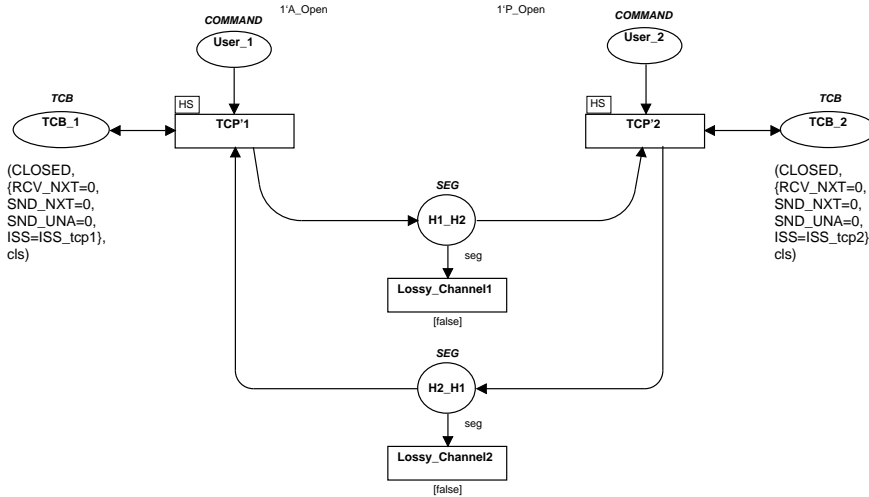 1‘A_Open
1‘P_Open
COMMAND
User_1
COMMAND
User_2
TCB
TCB_1
HS
TCP’1
HS
TCP’2
TCB
TCB_2
(CLOSED,
{RCV_NXT=0,
SND_NXT=0,
SND_UNA=0,
ISS=ISS_tcp1},
cls)
(CLOSED,
{RCV_NXT=0,
SND_NXT=0,
SND_UNA=0,
ISS=ISS_tcp2}
cls)
SEG
H1_H2
seg
Lossy_Channel1
[false]
SEG
H2_H1
seg
Lossy_Channel2
[false]